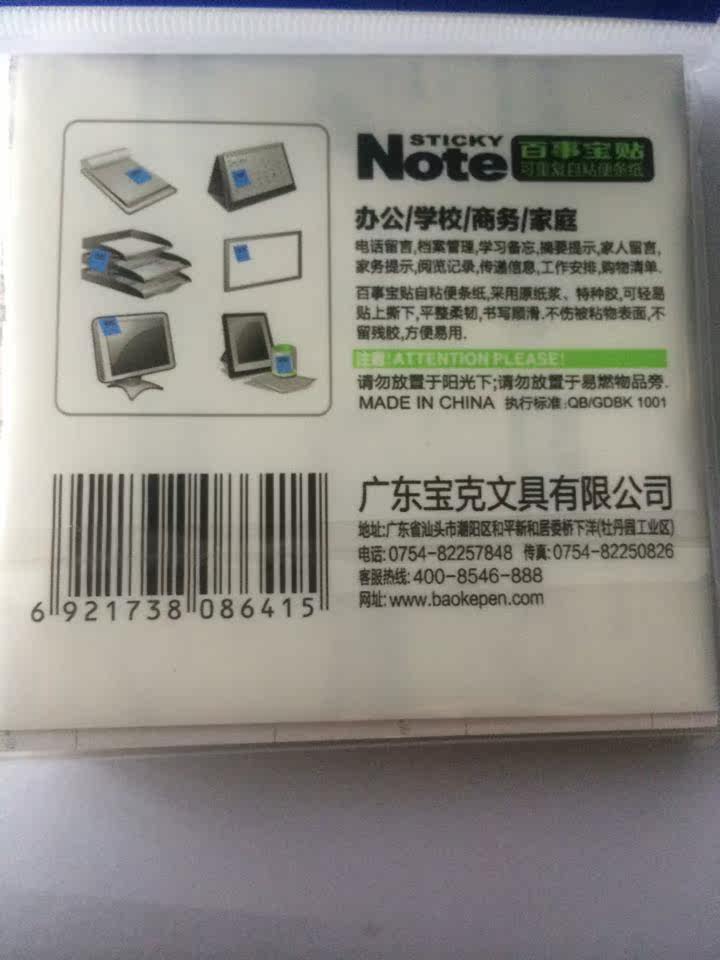 STICKY
Note
百事宝贴
可重复自粘便条纸
办公/学校/商务/家庭
电话留言,档案管理,学习备忘,摘要提示,家人留言,
家务提示,阅览记录,传递信息,工作安排,购物清单.
百事宝贴自粘便条纸,采用原纸浆、特种胶,可轻易
贴上撕下,平整柔韧,书写顺滑.不伤被粘物表面,不
留残胶,方便易用.
注意! ATTENTION PLEASE!
请勿放置于阳光下;请勿放置于易燃物品旁.
MADE IN CHINA 执行标准:QB/GDBK 1001
广东宝克文具有限公司
地址:广东省汕头市潮阳区和平新和居委桥下洋(牡丹园工业区)
电话:0754-82257848 传真:0754-82250826
客服热线:400-8546-888
网址:www.baokepen.com
6 921738 086415